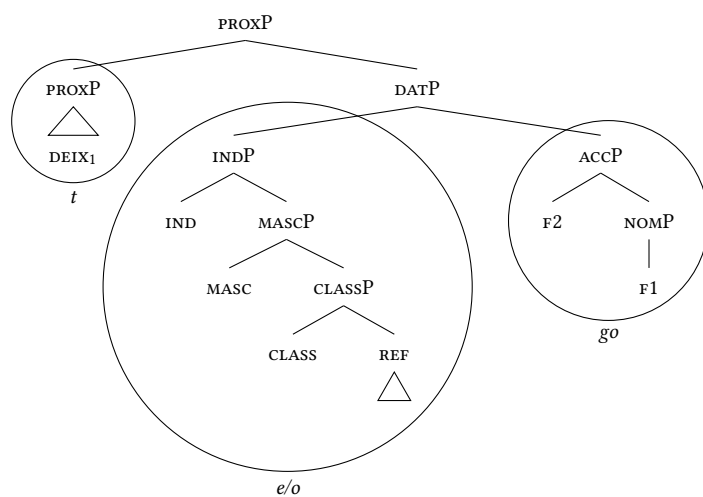 PROXP
PROXP
DATP
DEIX₁
INDP
ACCP
t
IND
MASCP
F2
NOMP
MASC
CLASSP
F1
CLASS
REF
go
e/o